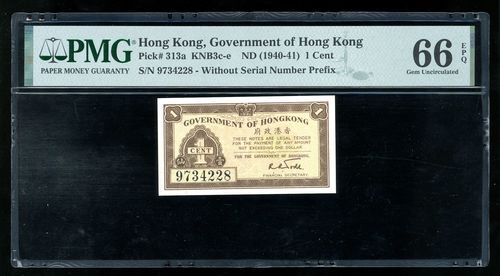 PMG
PAPER MONEY GUARANTY
Hong Kong, Government of Hong Kong
Pick# 313a KNB3c-e ND (1940-41) 1 Cent
S/N 9734228 - Without Serial Number Prefix
66 EPQ
Gem Uncirculated
1 1
GOVERNMENT OF HONGKONG
府政港香
THESE NOTES ARE LEGAL TENDER
FOR THE PAYMENT OF ANY AMOUNT
NOT EXCEEDING ONE DOLLAR.
FOR THE GOVERNMENT OF HONGKONG,
1
CENT
9734228
FINANCIAL SECRETARY.